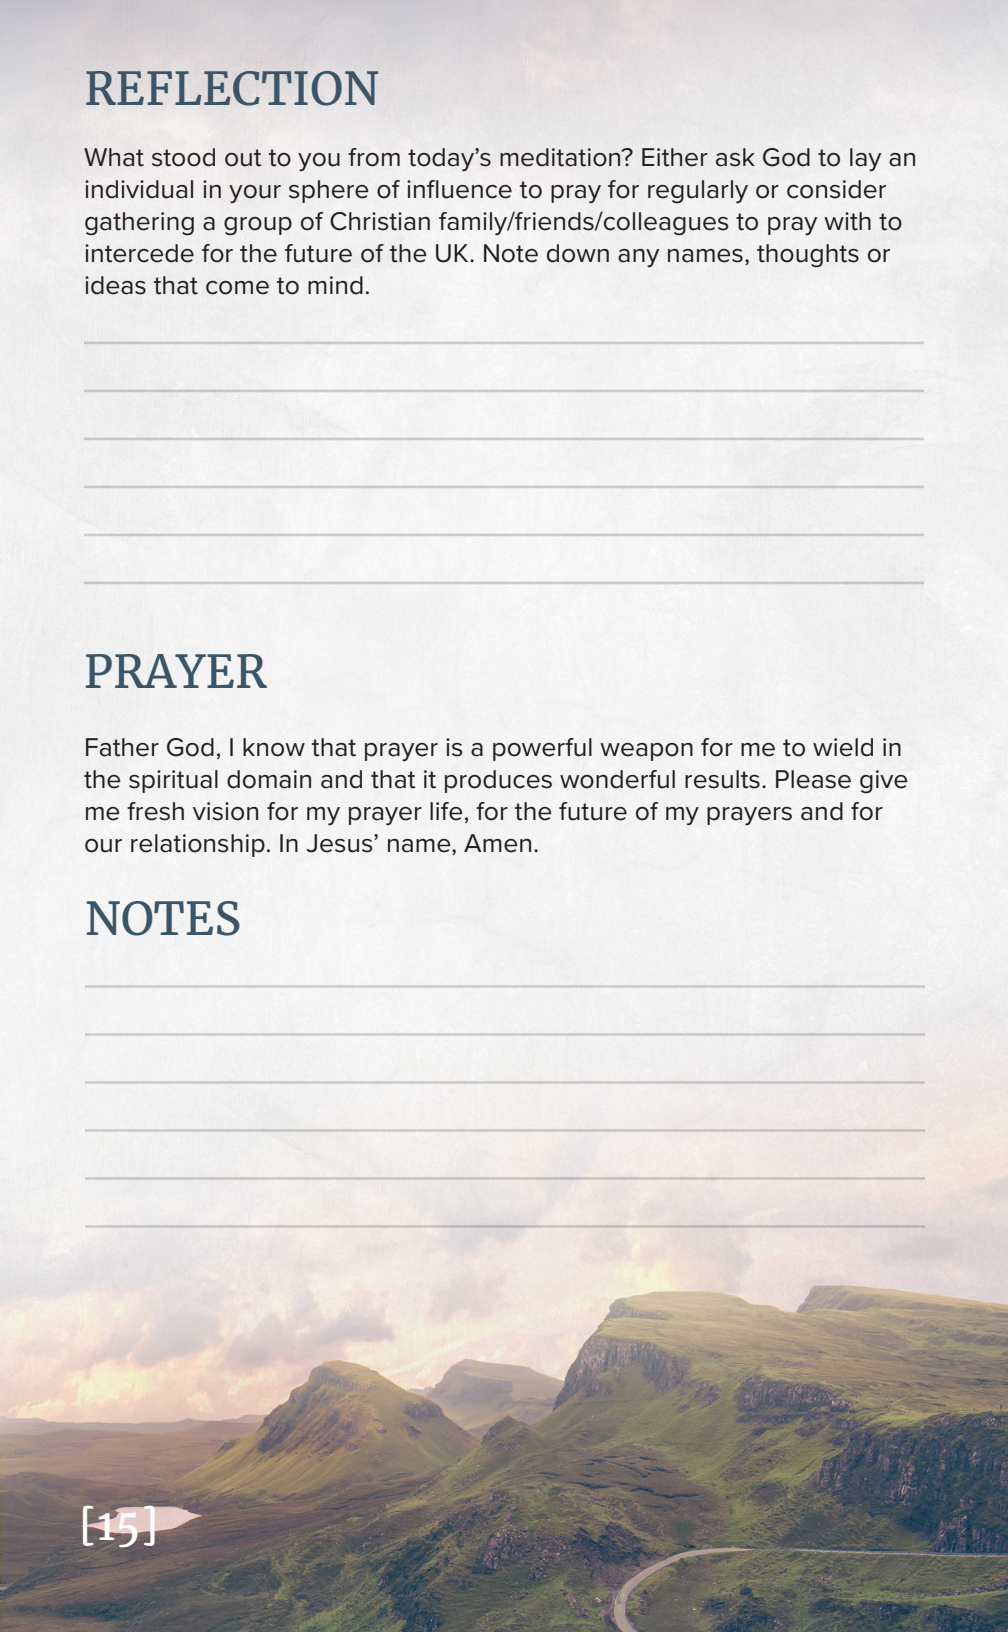 REFLECTION
What stood out to you from today’s meditation? Either ask God to lay an
individual in your sphere of influence to pray for regularly or consider
gathering a group of Christian family/friends/colleagues to pray with to
intercede for the future of the UK. Note down any names, thoughts or
ideas that come to mind.
PRAYER
Father God, I know that prayer is a powerful weapon for me to wield in
the spiritual domain and that it produces wonderful results. Please give
me fresh vision for my prayer life, for the future of my prayers and for
our relationship. In Jesus’ name, Amen.
NOTES
[15]